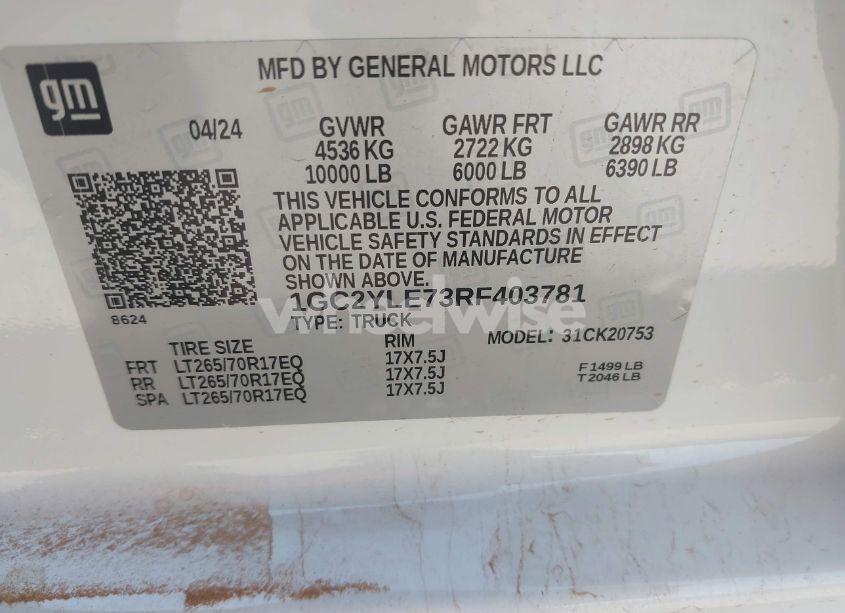 gm
MFD BY GENERAL MOTORS LLC
04/24 GVWR GAWR FRT GAWR RR
4536 KG 2722 KG 2898 KG
10000 LB 6000 LB 6390 LB
THIS VEHICLE CONFORMS TO ALL
APPLICABLE U.S. FEDERAL MOTOR
VEHICLE SAFETY STANDARDS IN EFFECT
ON THE DATE OF MANUFACTURE
SHOWN ABOVE.
1GC2YLE73RF403781
8624
TYPE: TRUCK MODEL: 31CK20753
TIRE SIZE RIM
FRT LT265/70R17EQ 17X7.5J F 1499 LB
RR LT265/70R17EQ 17X7.5J T 2046 LB
SPA LT265/70R17EQ 17X7.5J
wheelwise